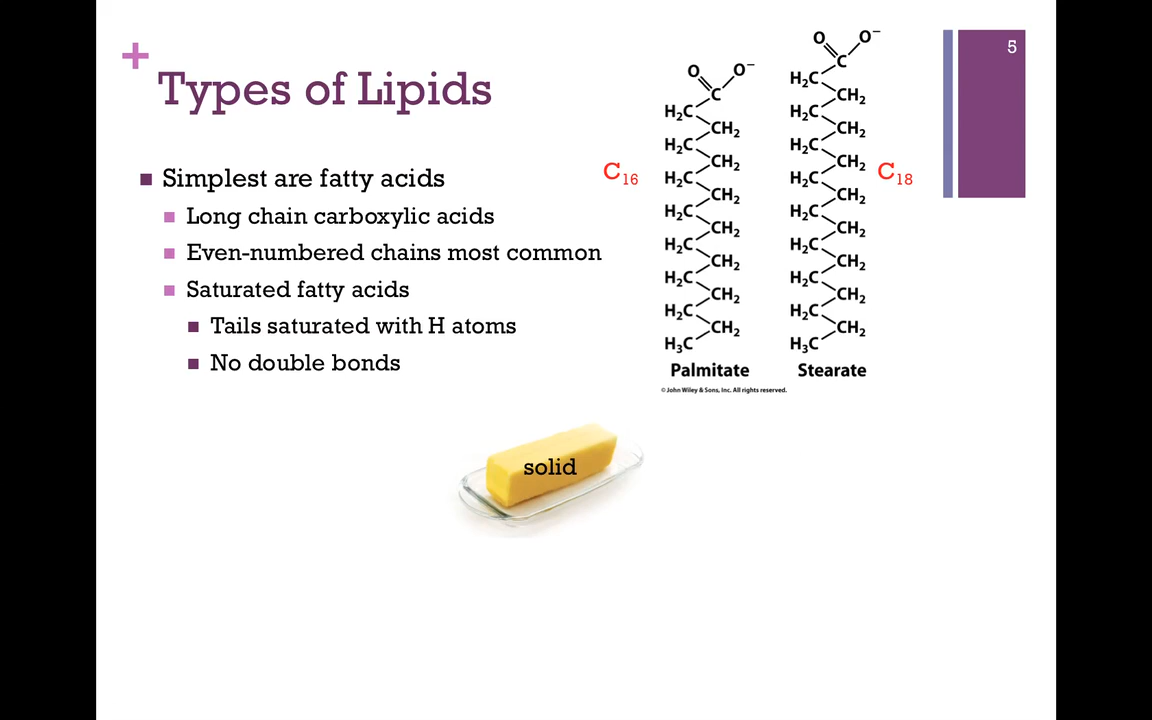 +
Types of Lipids
5
Simplest are fatty acids
Long chain carboxylic acids
Even-numbered chains most common
Saturated fatty acids
Tails saturated with H atoms
No double bonds
C16
O O−
C
H2C
CH2
H2C
CH2
H2C
CH2
H2C
CH2
H2C
CH2
H2C
CH2
H2C
CH2
H3C
Palmitate
O O−
C
H2C
CH2
H2C
CH2
H2C
CH2
H2C
CH2
H2C
CH2
H2C
CH2
H2C
CH2
H2C
CH2
H3C
Stearate
C18
© John Wiley & Sons, Inc. All rights reserved.
solid